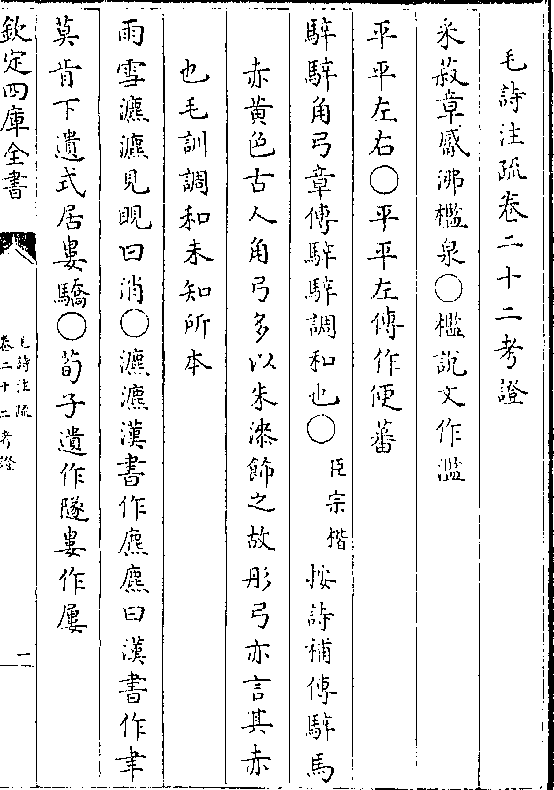 毛詩注疏卷二十二考證
采菽章觱沸檻泉○檻說文作濫
平平左右○平平左傳作便蕃
騂騂角弓章傳騂騂調和也○臣宗楷按詩補傳騂馬
赤黄色古人角弓多以朱漆飾之故彤弓亦言其赤
也毛訓調和未知所本
雨雪瀌瀌見晛曰消○瀌瀌漢書作麃麃曰漢書作聿
莫肯下遺式居婁驕○荀子遺作隧婁作屢
欽定四庫全書
毛詩注疏
卷二十二考證
一